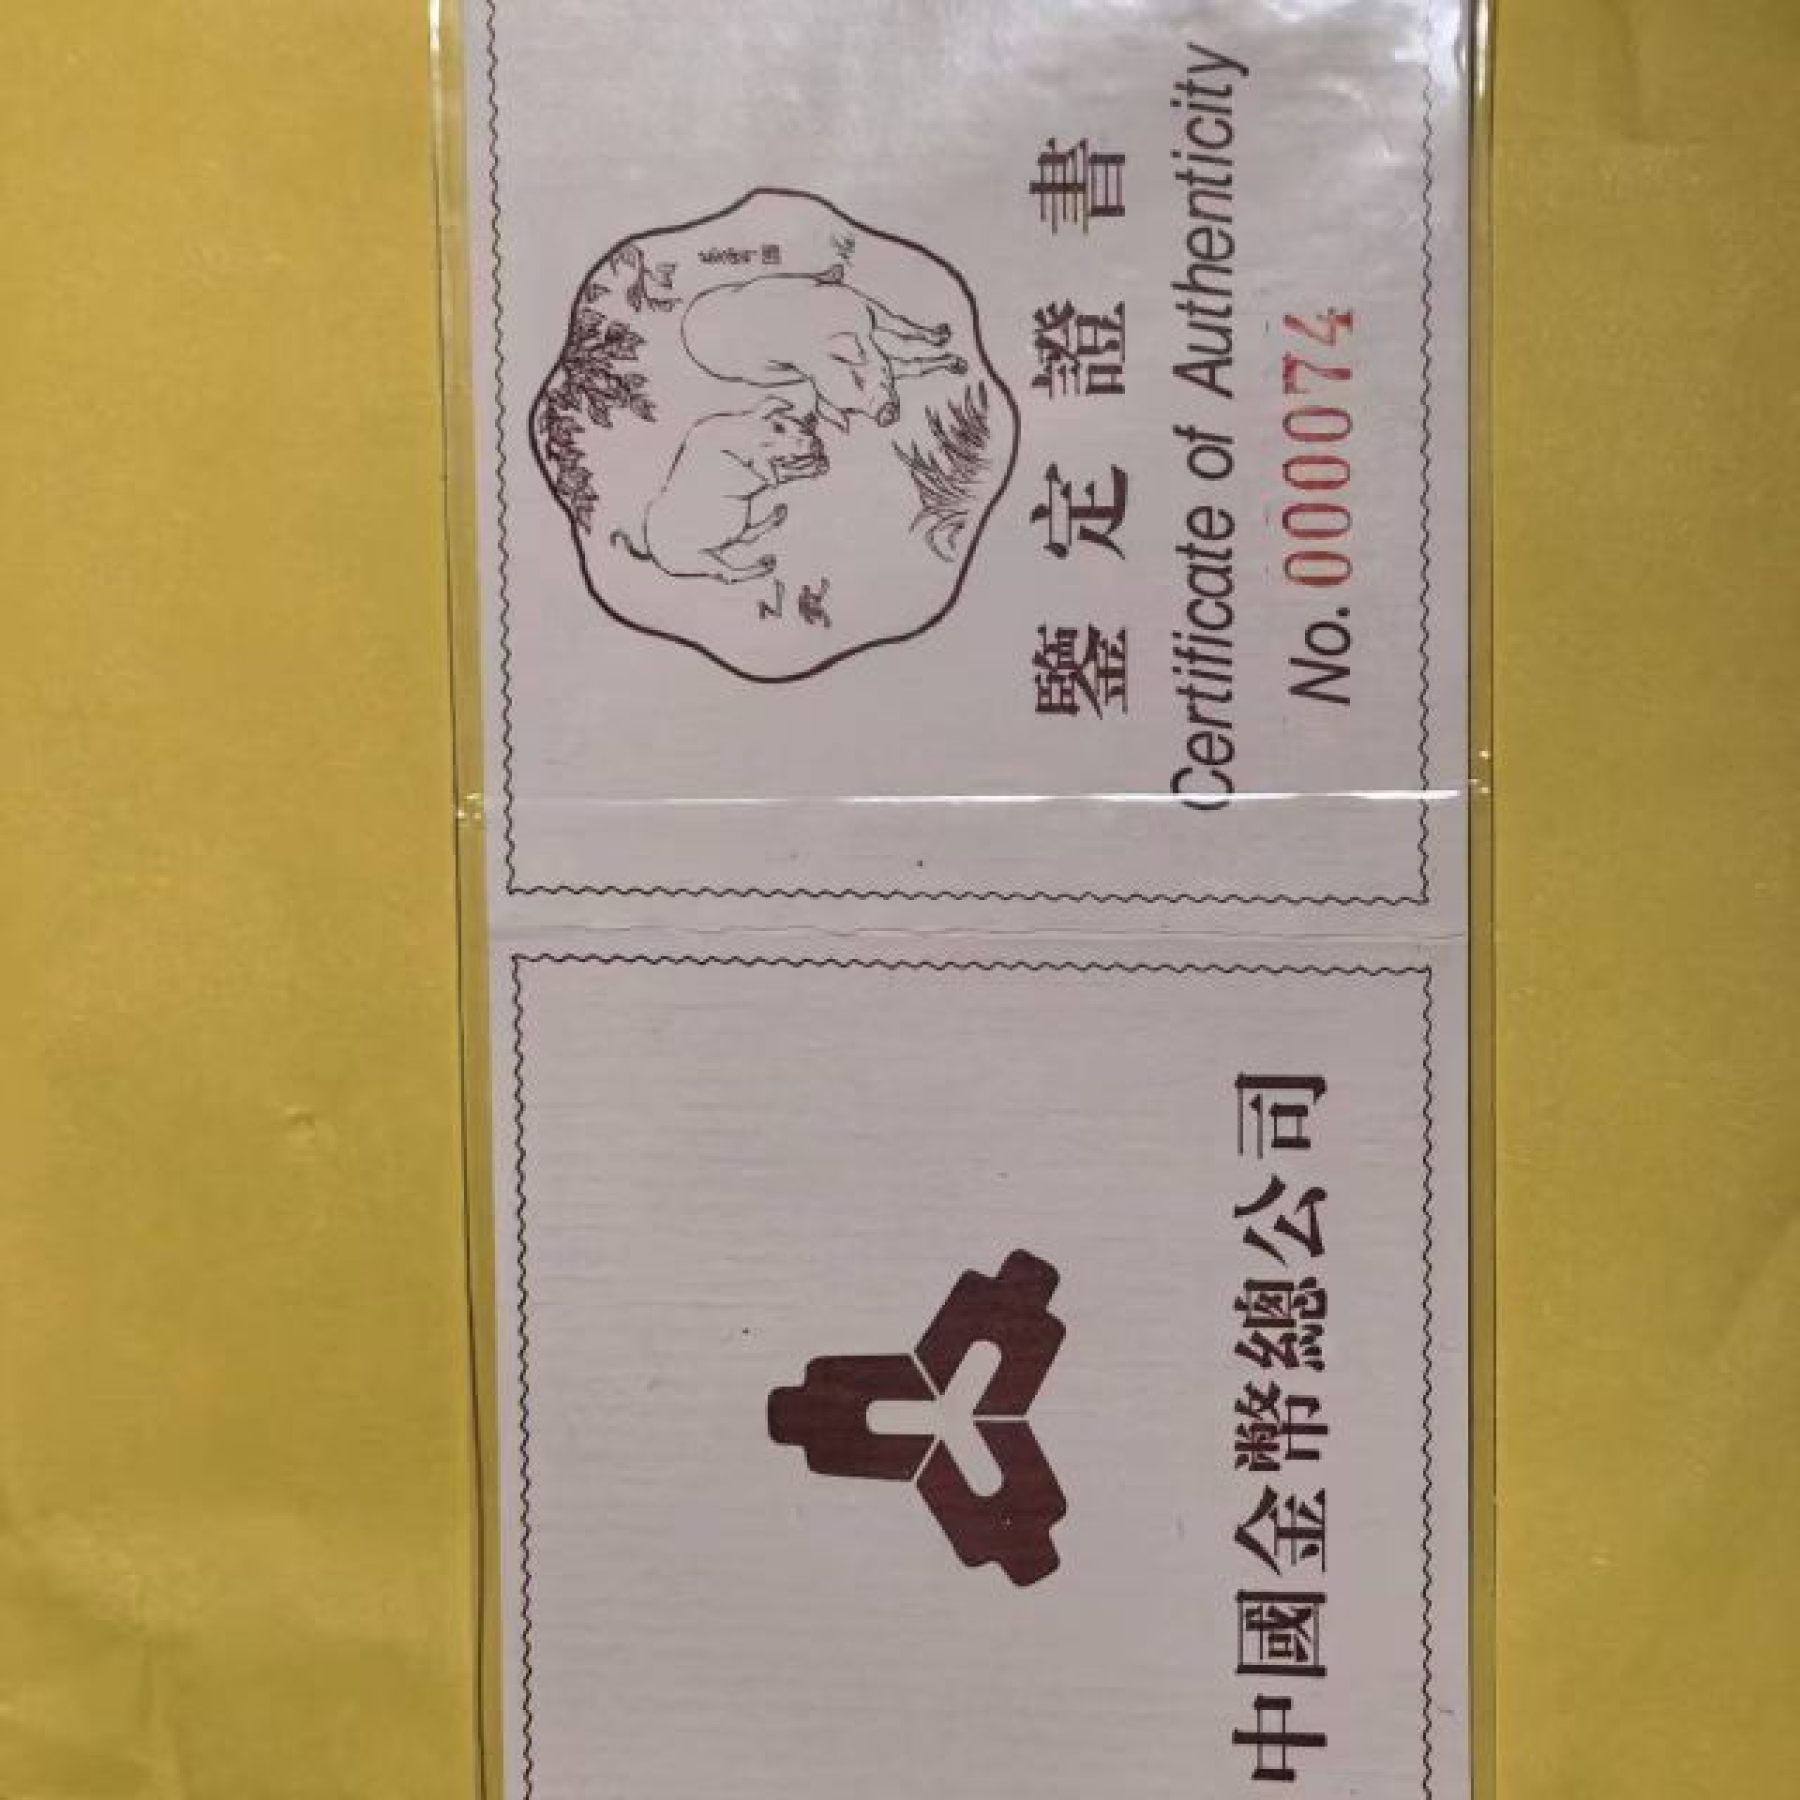 乙亥
鑒定證書
Certificate of Authenticity
No. 000074
中國金幣總公司